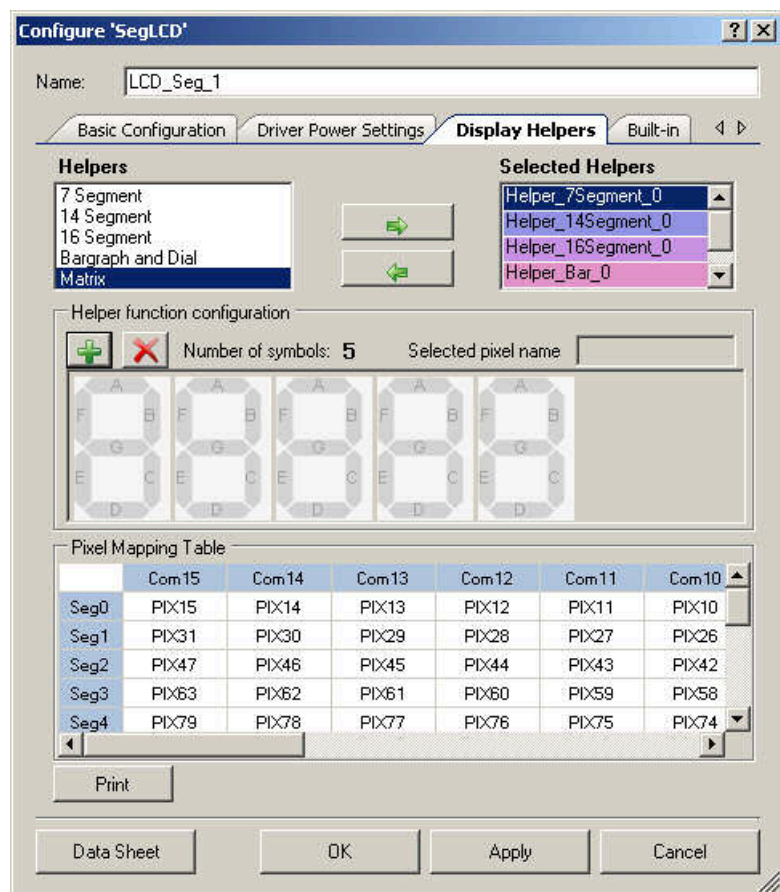 Configure 'SegLCD'
Name: LCD_Seg_1
Basic Configuration Driver Power Settings Display Helpers Built-in
Helpers
7 Segment
14 Segment
16 Segment
Bargraph and Dial
Matrix
Selected Helpers
Helper_7Segment_0
Helper_14Segment_0
Helper_16Segment_0
Helper_Bar_0
Helper function configuration
Number of symbols: 5 Selected pixel name
A A A A A
F B F B F B F B F B
G G G G G
E C E C E C E C E C
D D D D D
Pixel Mapping Table
Com15 Com14 Com13 Com12 Com11 Com10
Seg0 PIX15 PIX14 PIX13 PIX12 PIX11 PIX10
Seg1 PIX31 PIX30 PIX29 PIX28 PIX27 PIX26
Seg2 PIX47 PIX46 PIX45 PIX44 PIX43 PIX42
Seg3 PIX63 PIX62 PIX61 PIX60 PIX59 PIX58
Seg4 PIX79 PIX78 PIX77 PIX76 PIX75 PIX74
Print
Data Sheet OK Apply Cancel